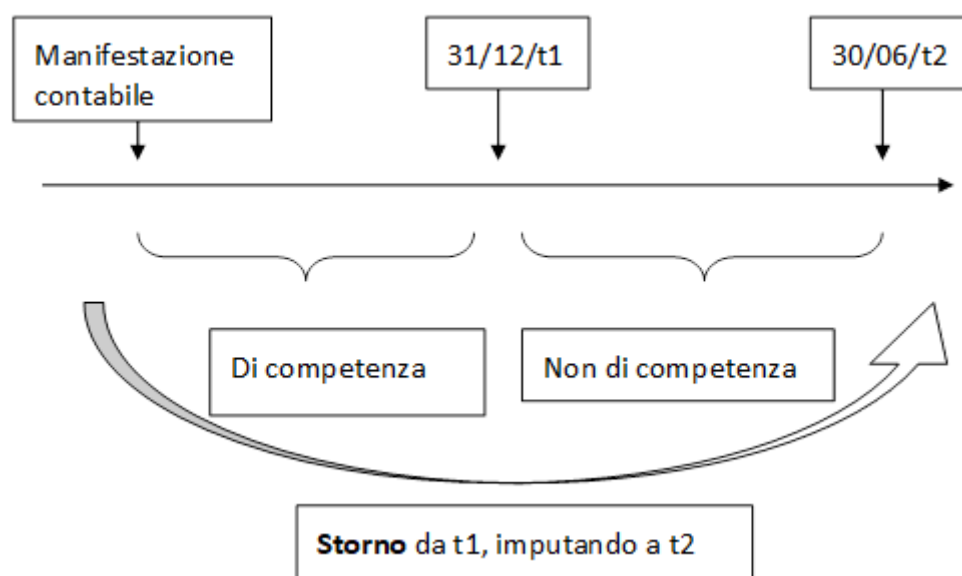 Manifestazione
contabile
31/12/t1
30/06/t2
Di competenza
Non di competenza
Storno da t1, imputando a t2